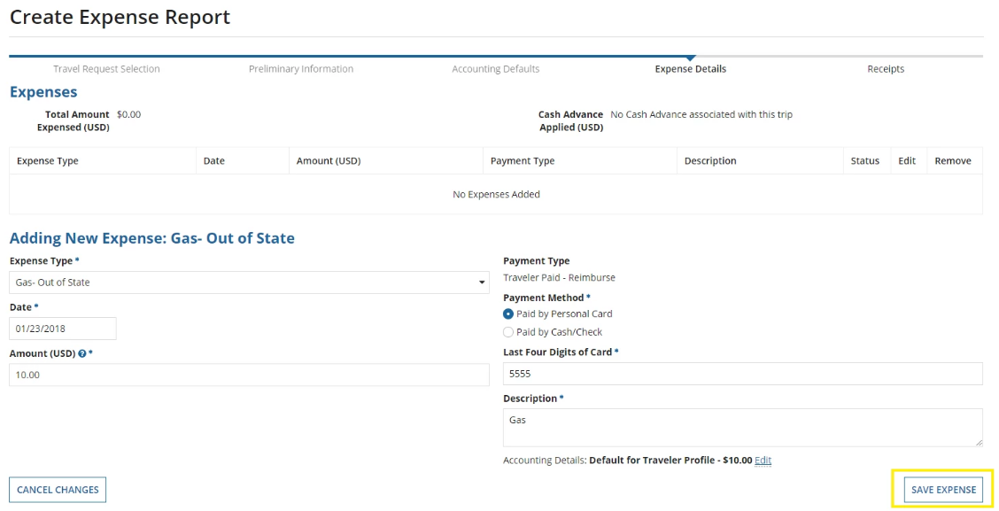 Create Expense Report
Travel Request Selection
Preliminary Information
Accounting Defaults
Expense Details
Receipts
Expenses
Total Amount Expensed (USD) $0.00
Cash Advance Applied (USD) No Cash Advance associated with this trip
Expense Type Date Amount (USD) Payment Type Description Status Edit Remove
No Expenses Added
Adding New Expense: Gas- Out of State
Expense Type *
Gas- Out of State
Date *
01/23/2018
Amount (USD) ? *
10.00
Payment Type
Traveler Paid - Reimburse
Payment Method *
Paid by Personal Card
Paid by Cash/Check
Last Four Digits of Card *
5555
Description *
Gas
Accounting Details: Default for Traveler Profile - $10.00 Edit
CANCEL CHANGES
SAVE EXPENSE